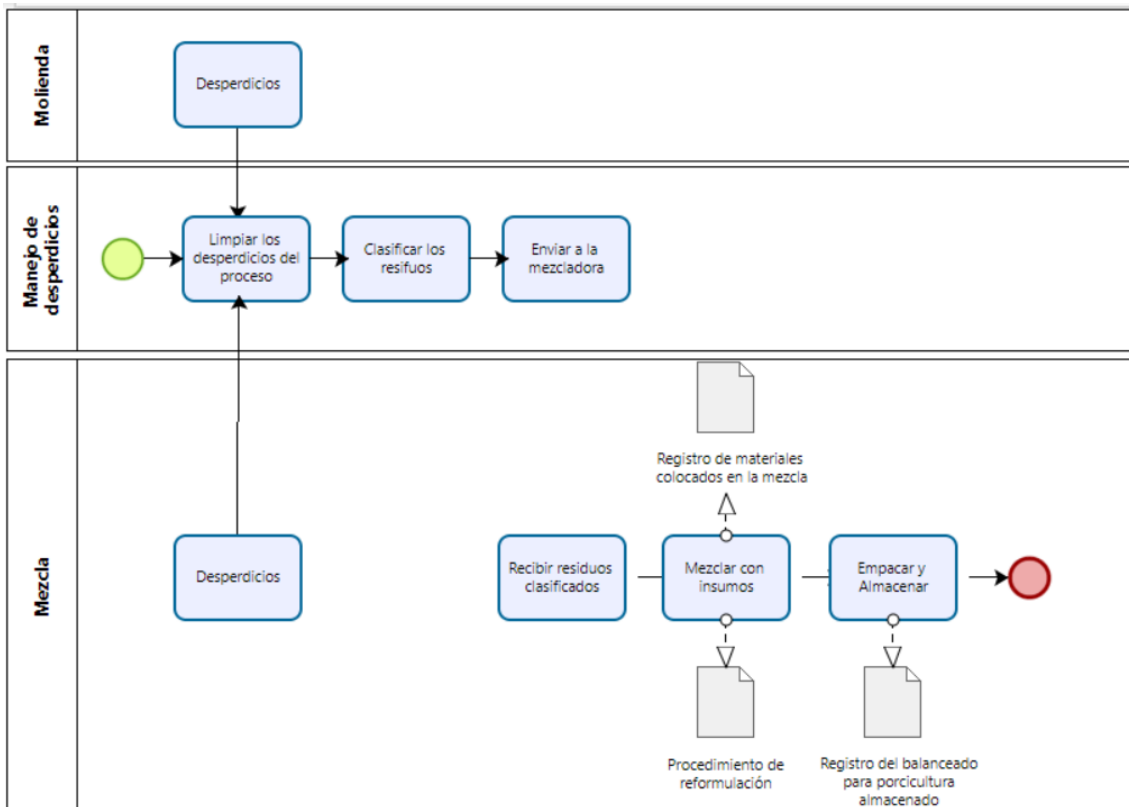 Molienda
Desperdicios
Manejo de
desperdicios
Limpiar los
desperdicios del
proceso
Clasificar los
resifuos
Enviar a la
mezcladora
Mezcla
Registro de materiales
colocados en la mezcla
Desperdicios
Recibir residuos
clasificados
Mezclar con
insumos
Empacar y
Almacenar
Procedimiento de
reformulación
Registro del balanceado
para porcicultura
almacenado